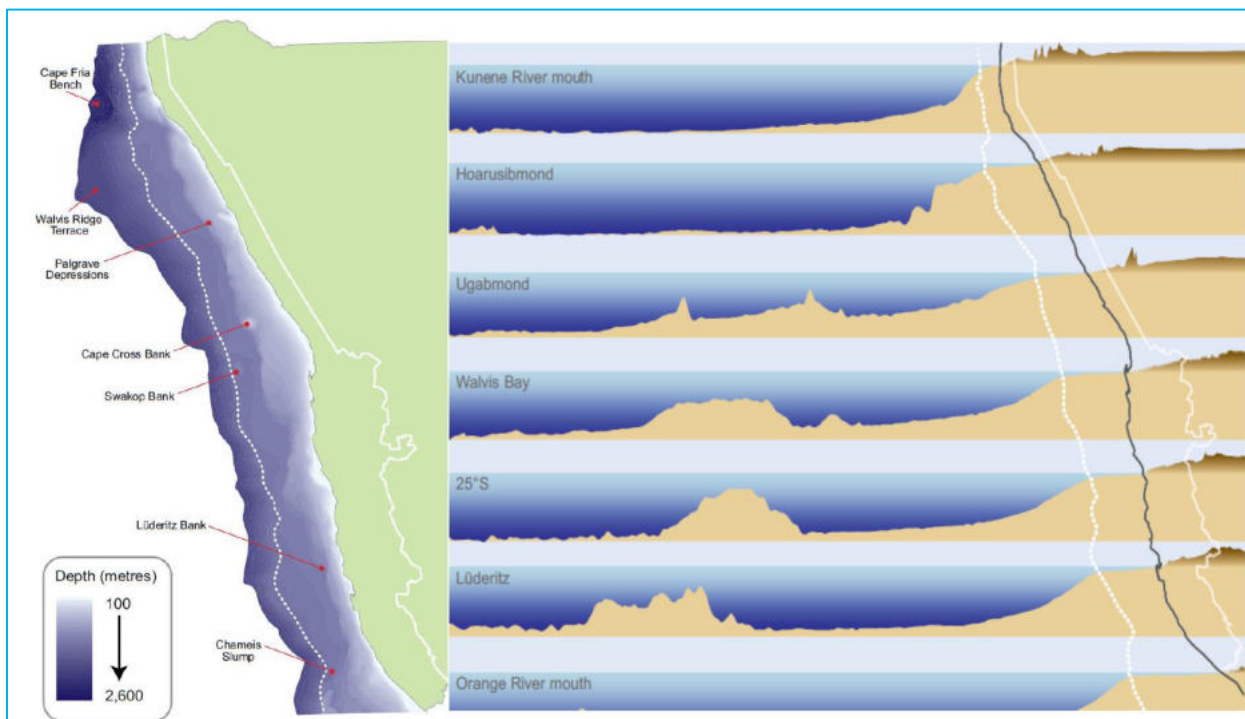 Cape Fria
Bench
Walvis Ridge
Terrace
Palgrave
Depressions
Cape Cross Bank
Swakop Bank
Lüderitz Bank
Chameis
Slump
Depth (metres)
100
2,600
Kunene River mouth
Hoarusibmond
Ugabmond
Walvis Bay
25°S
Lüderitz
Orange River mouth